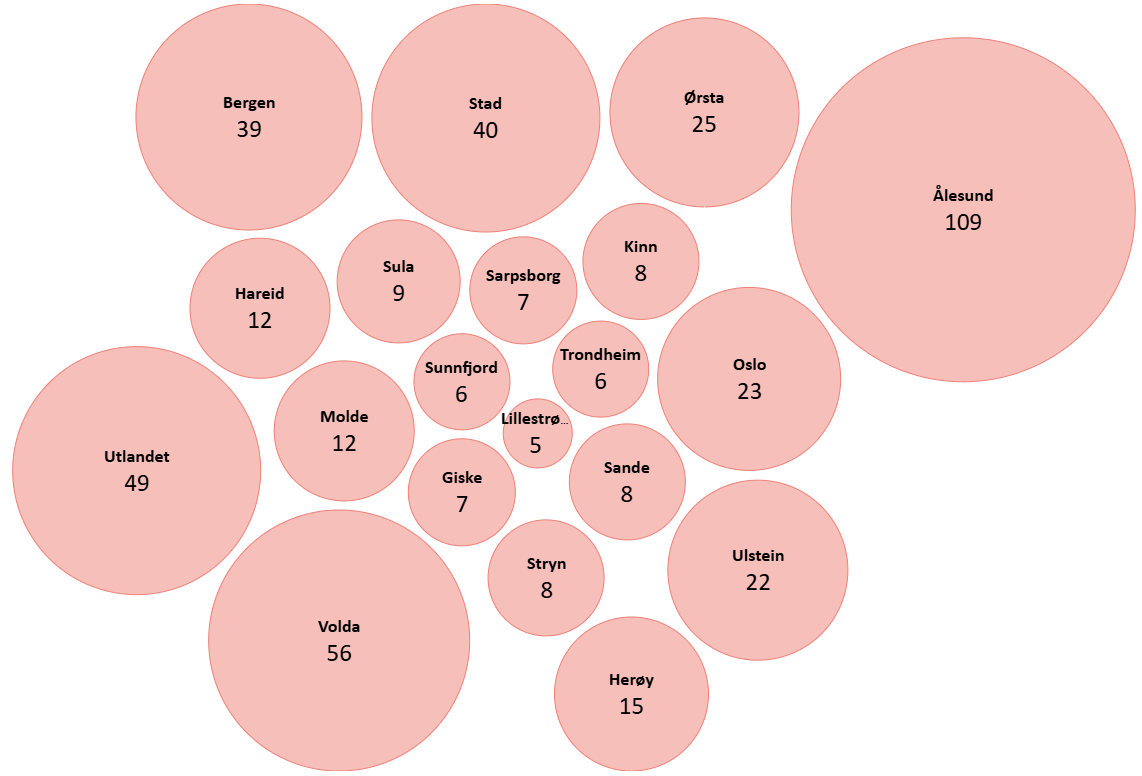 Bergen
39
Stad
40
Ørsta
25
Ålesund
109
Kinn
8
Sula
9
Sarpsborg
7
Hareid
12
Trondheim
6
Sunnfjord
6
Oslo
23
Molde
12
Lillestrø...
5
Utlandet
49
Giske
7
Sande
8
Ulstein
22
Stryn
8
Volda
56
Herøy
15